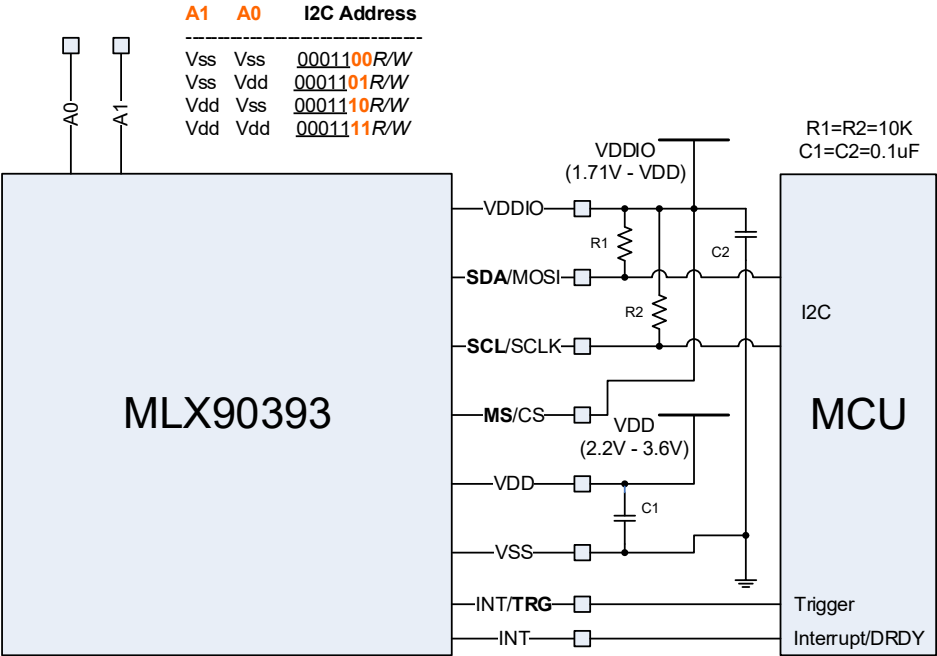 A1 A0 I2C Address
-----------------------------------
Vss Vss 0001100R/W
Vss Vdd 0001101R/W
Vdd Vss 0001110R/W
Vdd Vdd 0001111R/W
A0
A1
R1=R2=10K
C1=C2=0.1uF
VDDIO
(1.71V - VDD)
VDDIO
R1
C2
SDA/MOSI
R2
I2C
SCL/SCLK
MLX90393
MS/CS
MCU
VDD
(2.2V - 3.6V)
VDD
C1
VSS
INT/TRG
Trigger
INT
Interrupt/DRDY